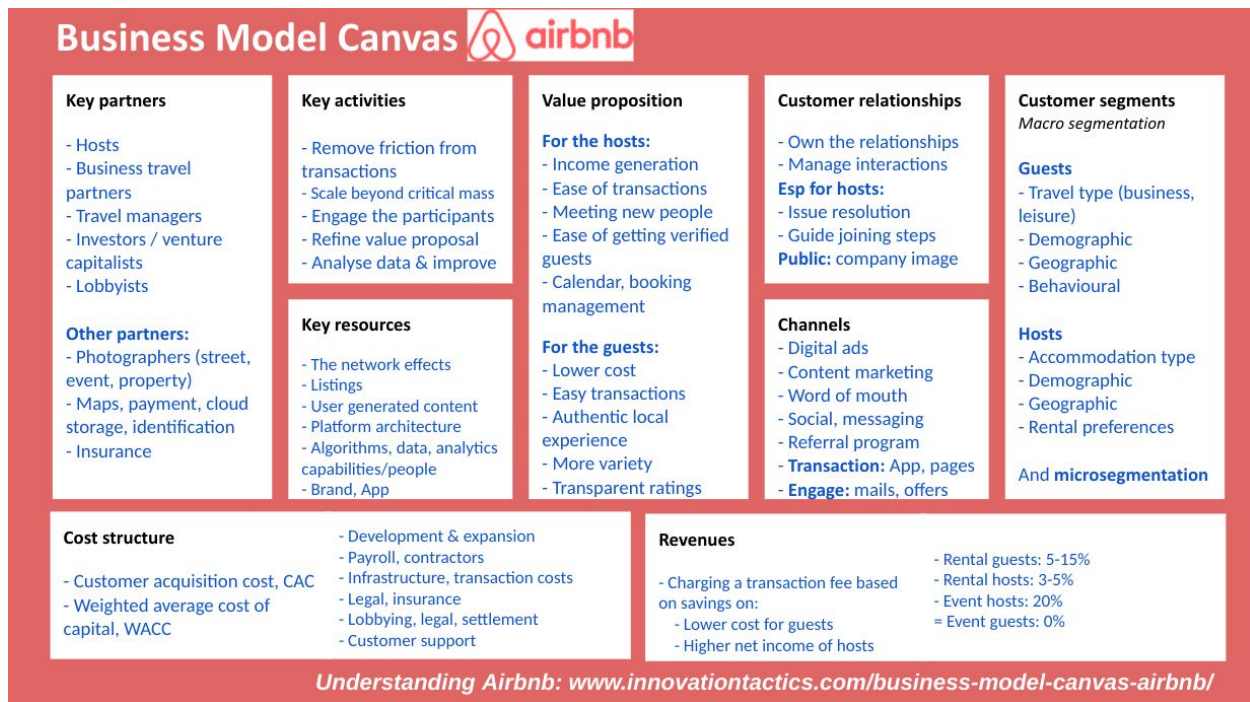 Business Model Canvas airbnb
Key partners
- Hosts
- Business travel
partners
- Travel managers
- Investors / venture
capitalists
- Lobbyists
Other partners:
- Photographers (street,
event, property)
- Maps, payment, cloud
storage, identification
- Insurance
Key activities
- Remove friction from
transactions
- Scale beyond critical mass
- Engage the participants
- Refine value proposal
- Analyse data & improve
Key resources
- The network effects
- Listings
- User generated content
- Platform architecture
- Algorithms, data, analytics
capabilities/people
- Brand, App
Value proposition
For the hosts:
- Income generation
- Ease of transactions
- Meeting new people
- Ease of getting verified
guests
- Calendar, booking
management
For the guests:
- Lower cost
- Easy transactions
- Authentic local
experience
- More variety
- Transparent ratings
Customer relationships
- Own the relationships
- Manage interactions
Esp for hosts:
- Issue resolution
- Guide joining steps
Public: company image
Channels
- Digital ads
- Content marketing
- Word of mouth
- Social, messaging
- Referral program
- Transaction: App, pages
- Engage: mails, offers
Customer segments
Macro segmentation
Guests
- Travel type (business,
leisure)
- Demographic
- Geographic
- Behavioural
Hosts
- Accommodation type
- Demographic
- Geographic
- Rental preferences
And microsegmentation
Cost structure
- Customer acquisition cost, CAC
- Weighted average cost of
capital, WACC
- Development & expansion
- Payroll, contractors
- Infrastructure, transaction costs
- Legal, insurance
- Lobbying, legal, settlement
- Customer support
Revenues
- Charging a transaction fee based
on savings on:
- Lower cost for guests
- Higher net income of hosts
- Rental guests: 5-15%
- Rental hosts: 3-5%
- Event hosts: 20%
= Event guests: 0%
Understanding Airbnb: www.innovationtactics.com/business-model-canvas-airbnb/